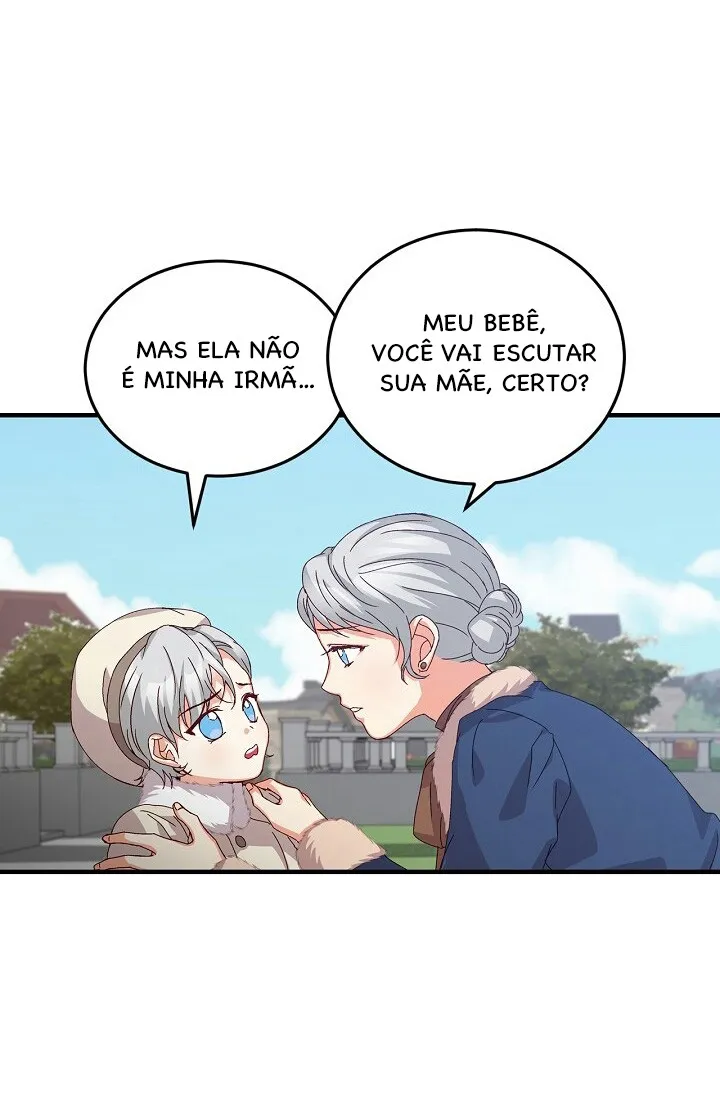 MAS ELA NÃO
É MINHA IRMÃ...
MEU BEBÊ,
VOCÊ VAI ESCUTAR
SUA MÃE, CERTO?